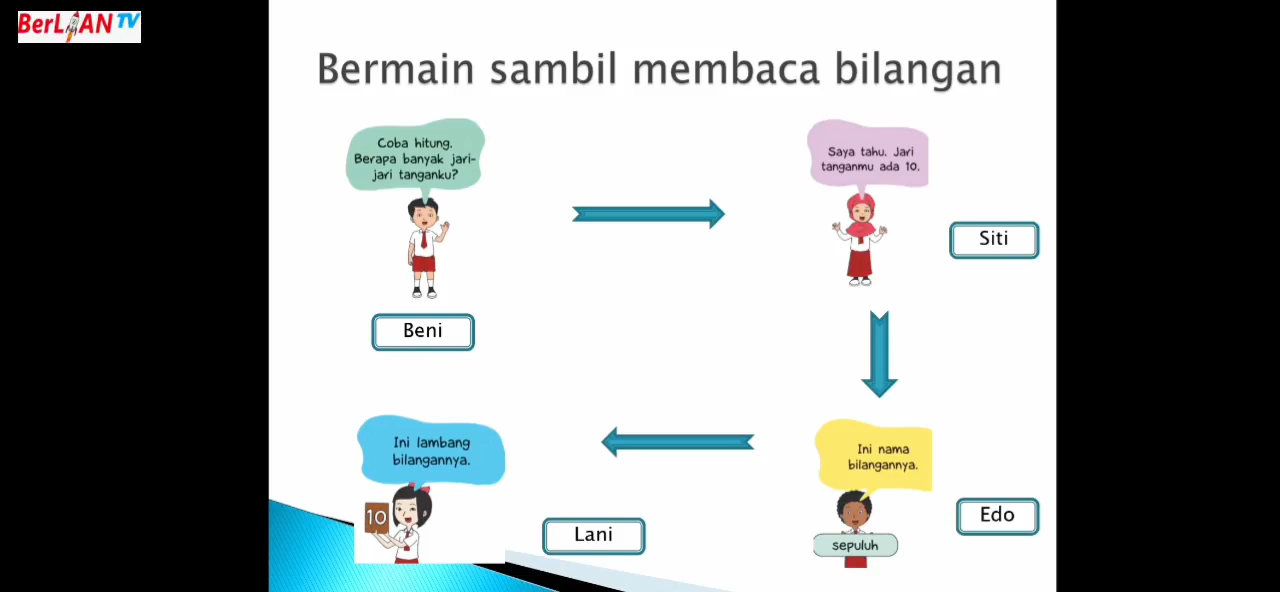 BerLIAN TV
Bermain sambil membaca bilangan
Coba hitung.
Berapa banyak jari-
jari tanganku?
Beni
Saya tahu. Jari
tanganmu ada 10.
Siti
Ini nama
bilangannya.
sepuluh
Edo
Ini lambang
bilangannya.
10
Lani